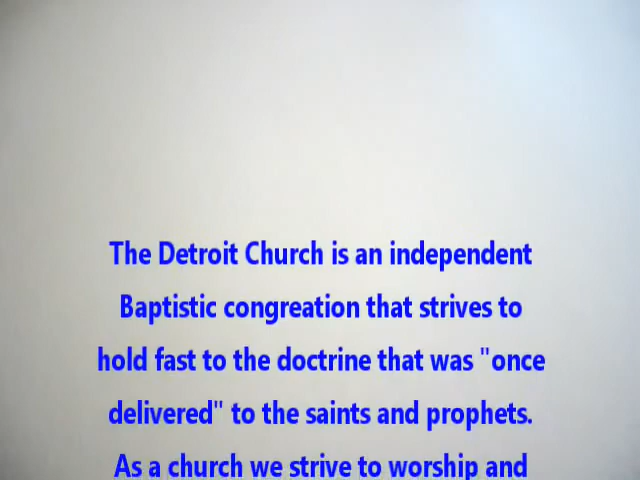 The Detroit Church is an independent
Baptistic congreation that strives to
hold fast to the doctrine that was "once
delivered" to the saints and prophets.
As a church we strive to worship and